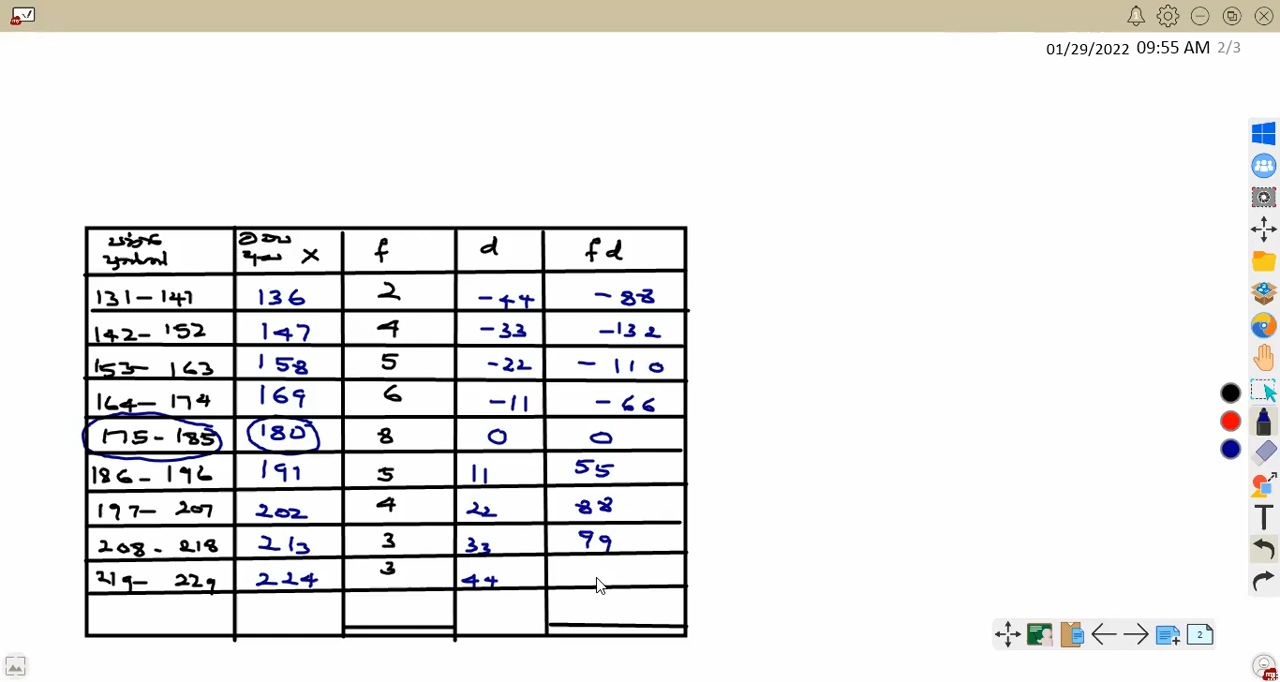 01/29/2022 09:55 AM 2/3
පන්ති
X f d f d
131 – 141 136 2 -44 -88
142 – 152 147 4 -33 -132
153 – 163 158 5 -22 -110
164 – 174 169 6 -11 -66
175 – 185 180 8 0 0
186 – 196 191 5 11 55
197 – 207 202 4 22 88
208 - 218 213 3 33 99
219 – 229 224 3 44
2